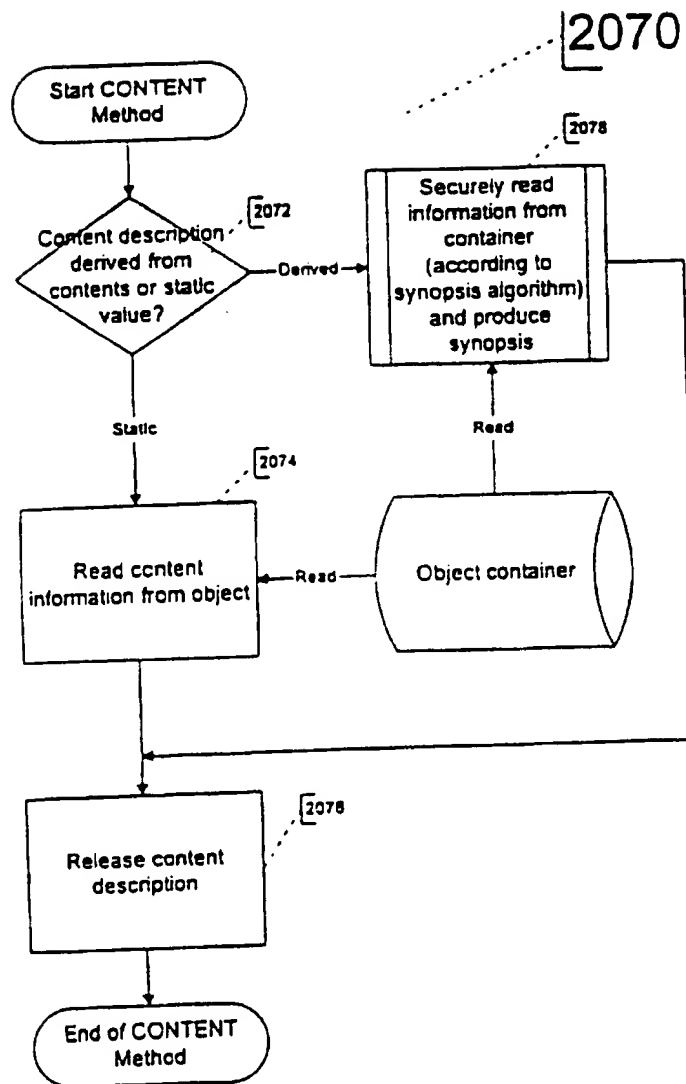 2070
Start CONTENT
Method
2078
2072
Content description
derived from
contents or static
value?
Derived
Securely read
information from
container
(according to
synopsis algorithm)
and produce
synopsis
Static
Read
2074
Read content
information from object
Read
Object container
2076
Release content
description
End of CONTENT
Method